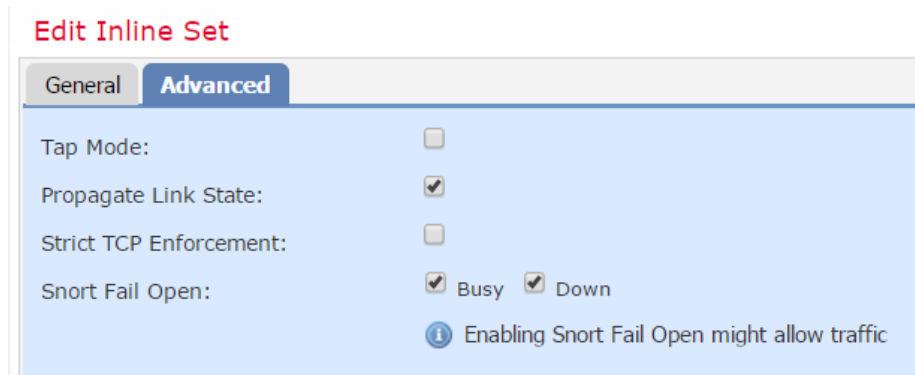 Edit Inline Set
General Advanced
Tap Mode:
Propagate Link State:
Strict TCP Enforcement:
Snort Fail Open: Busy Down
Enabling Snort Fail Open might allow traffic